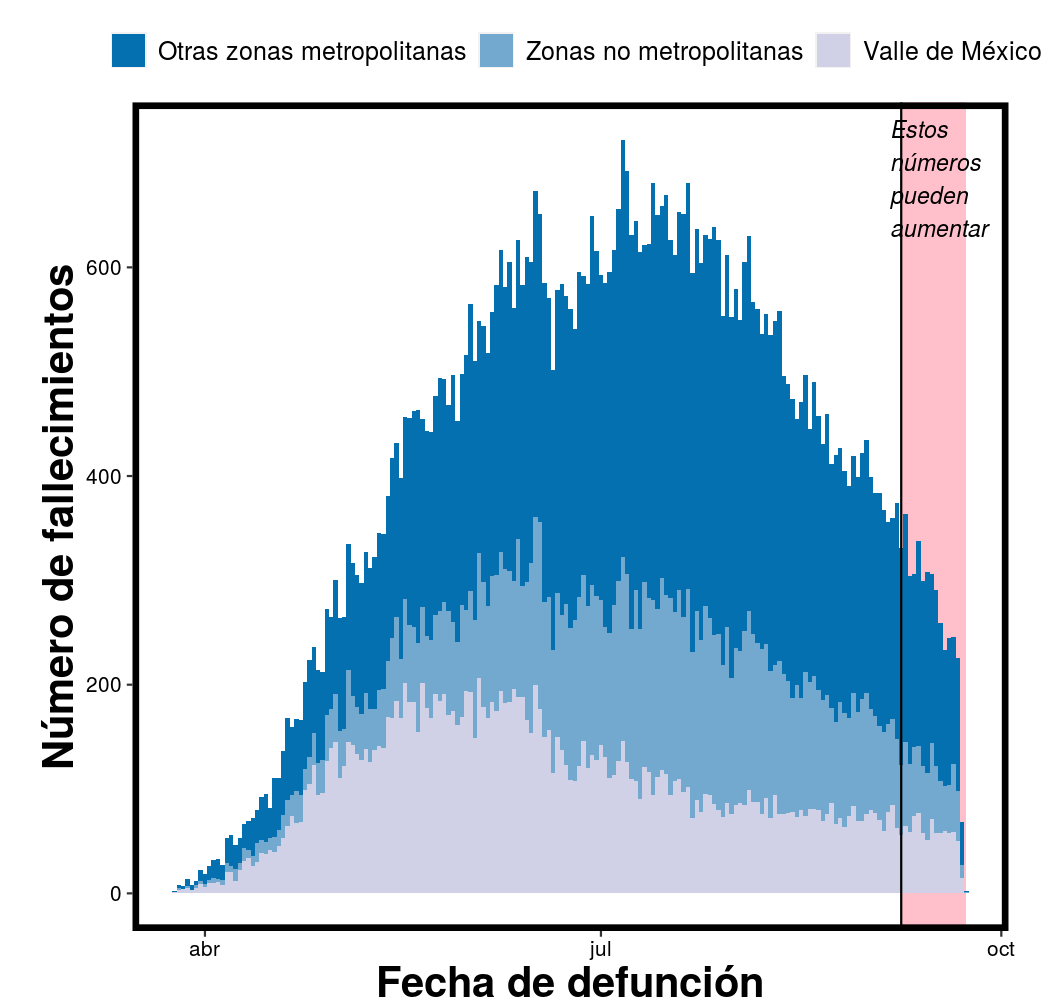 Otras zonas metropolitanas Zonas no metropolitanas Valle de México
Estos
números
pueden
aumentar
Número de fallecimientos
600
400
200
0
abr jul oct
Fecha de defunción